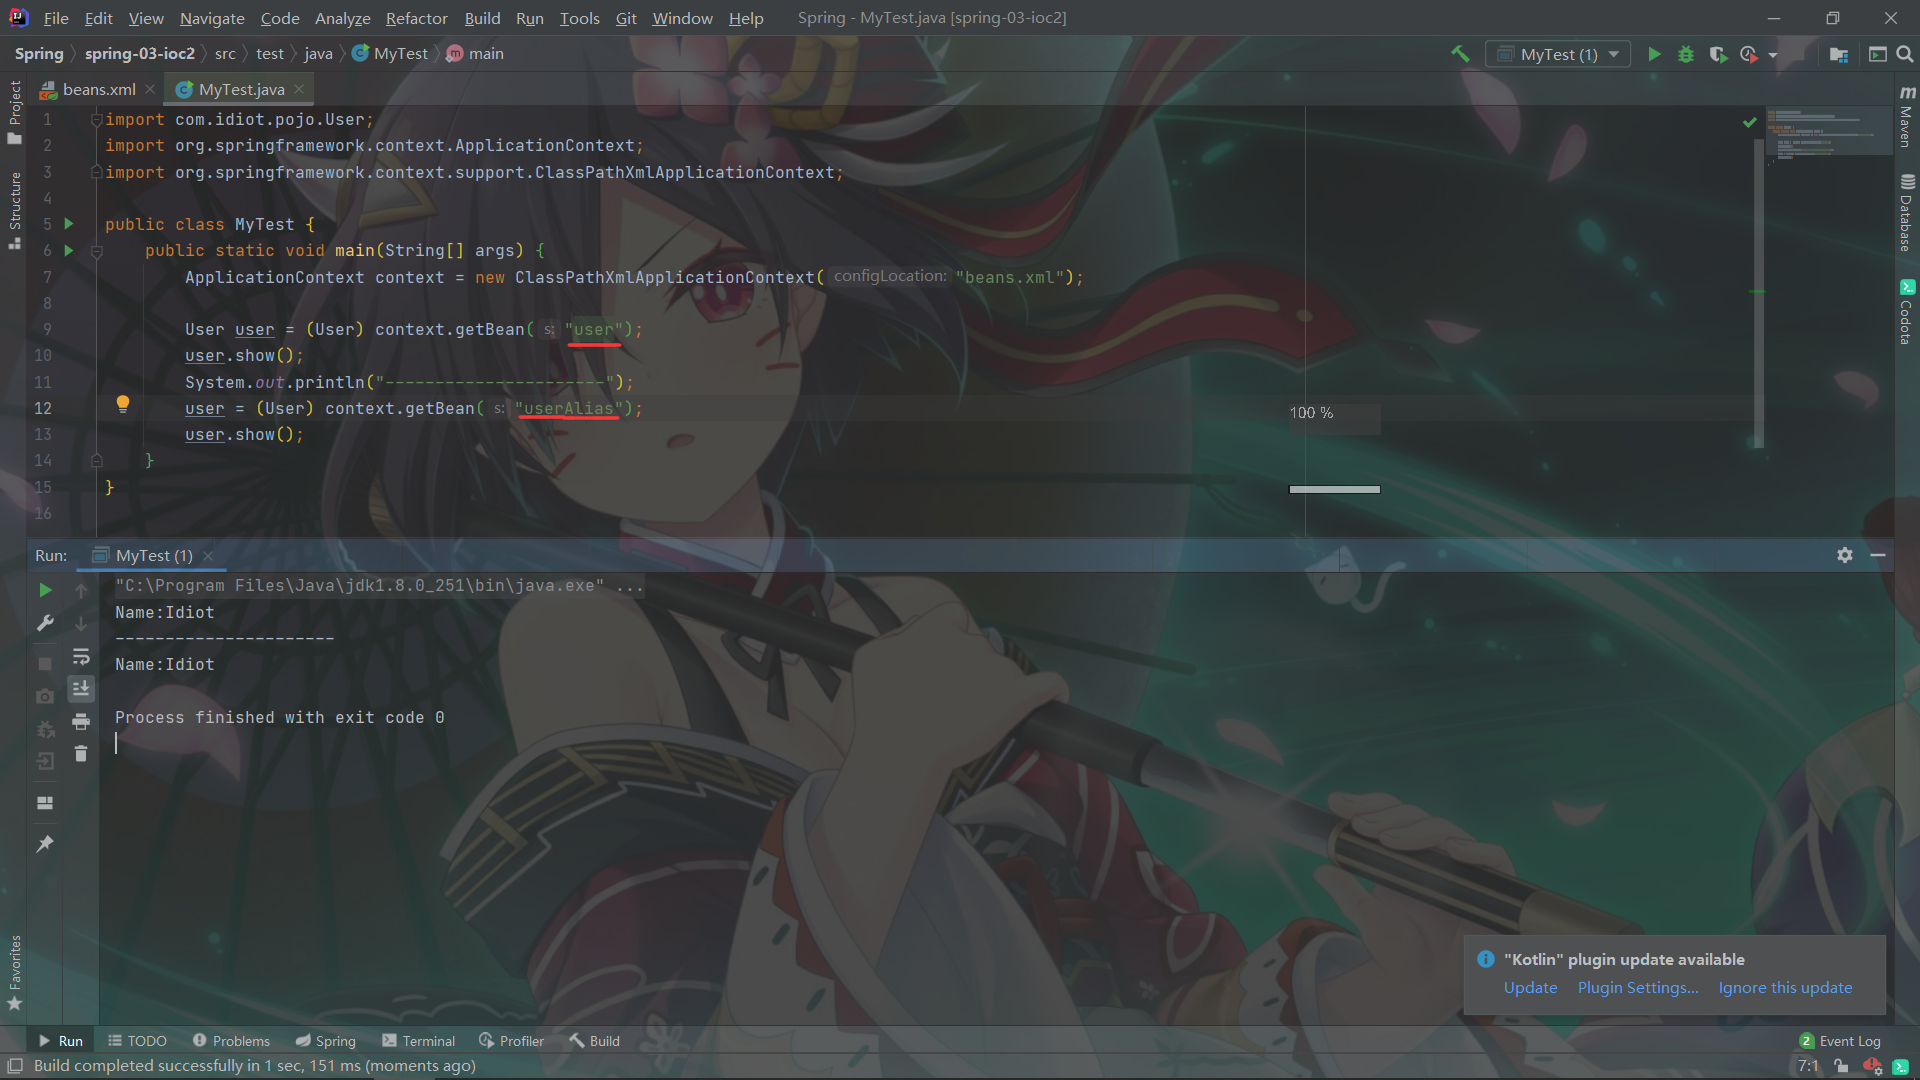 File Edit View Navigate Code Analyze Refactor Build Run Tools Git Window Help Spring - MyTest.java [spring-03-ioc2]
Spring spring-03-ioc2 src test java MyTest main MyTest (1)
beans.xml MyTest.java
Project
Structure
Favorites
Maven
Database
Codota
1 import com.idiot.pojo.User;
2 import org.springframework.context.ApplicationContext;
3 import org.springframework.context.support.ClassPathXmlApplicationContext;
4
5 public class MyTest {
6 public static void main(String[] args) {
7 ApplicationContext context = new ClassPathXmlApplicationContext( configLocation: "beans.xml");
8
9 User user = (User) context.getBean( s: "user");
10 user.show();
11 System.out.println("----------------------");
12 user = (User) context.getBean( s: "userAlias");
13 user.show();
14 }
15 }
16
100 %
Run: MyTest (1)
"C:\Program Files\Java\jdk1.8.0_251\bin\java.exe" ...
Name:Idiot
----------------------
Name:Idiot
Process finished with exit code 0
"Kotlin" plugin update available
Update Plugin Settings... Ignore this update
Run TODO Problems Spring Terminal Profiler Build 2 Event Log
Build completed successfully in 1 sec, 151 ms (moments ago) 7:1